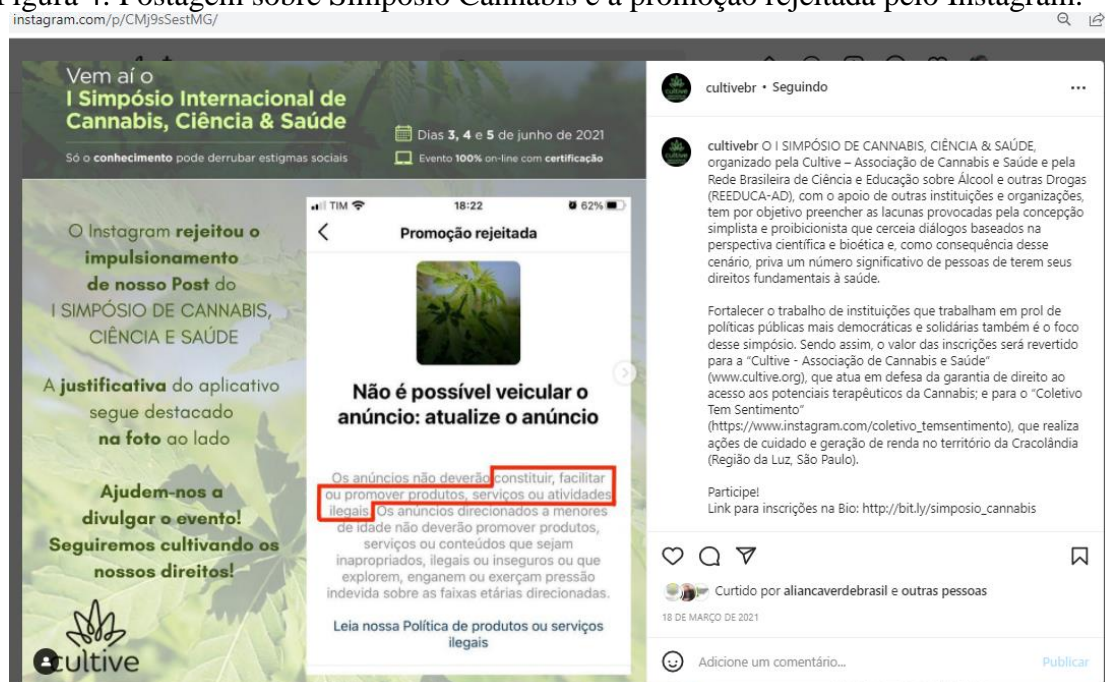 Figura 4: Postagem sobre Simpósio Cannabis e a promoção rejeitada pelo Instagram.
instagram.com/p/CMj9sSestMG/
Vem aí o
I Simpósio Internacional de
Cannabis, Ciência & Saúde
Só o conhecimento pode derrubar estigmas sociais
Dias 3, 4 e 5 de junho de 2021
Evento 100% on-line com certificação
O Instagram rejeitou o
impulsionamento
de nosso Post do
I SIMPÓSIO DE CANNABIS,
CIÊNCIA E SAÚDE
A justificativa do aplicativo
segue destacado
na foto ao lado
Ajudem-nos a
divulgar o evento!
Seguiremos cultivando os
nossos direitos!
cultive
TIM 18:22 62%
Promoção rejeitada
Não é possível veicular o
anúncio: atualize o anúncio
Os anúncios não deverão constituir, facilitar
ou promover produtos, serviços ou atividades
ilegais. Os anúncios direcionados a menores
de idade não deverão promover produtos,
serviços ou conteúdos que sejam
inapropriados, ilegais ou inseguros ou que
explorem, enganem ou exerçam pressão
indevida sobre as faixas etárias direcionadas.
Leia nossa Política de produtos ou serviços
ilegais
cultivebr • Seguindo
cultivebr O I SIMPÓSIO DE CANNABIS, CIÊNCIA & SAÚDE,
organizado pela Cultive – Associação de Cannabis e Saúde e pela
Rede Brasileira de Ciência e Educação sobre Álcool e outras Drogas
(REEDUCA-AD), com o apoio de outras instituições e organizações,
tem por objetivo preencher as lacunas provocadas pela concepção
simplista e proibicionista que cerceia diálogos baseados na
perspectiva científica e bioética e, como consequência desse
cenário, priva um número significativo de pessoas de terem seus
direitos fundamentais à saúde.
Fortalecer o trabalho de instituições que trabalham em prol de
políticas públicas mais democráticas e solidárias também é o foco
desse simpósio. Sendo assim, o valor das inscrições será revertido
para a “Cultive - Associação de Cannabis e Saúde”
(www.cultive.org), que atua em defesa da garantia de direito ao
acesso aos potenciais terapêuticos da Cannabis; e para o “Coletivo
Tem Sentimento”
(https://www.instagram.com/coletivo_temsentimento), que realiza
ações de cuidado e geração de renda no território da Cracolândia
(Região da Luz, São Paulo).
Participe!
Link para inscrições na Bio: http://bit.ly/simposio_cannabis
Curtido por aliancaverdebrasil e outras pessoas
18 DE MARÇO DE 2021
Adicione um comentário...
Publicar